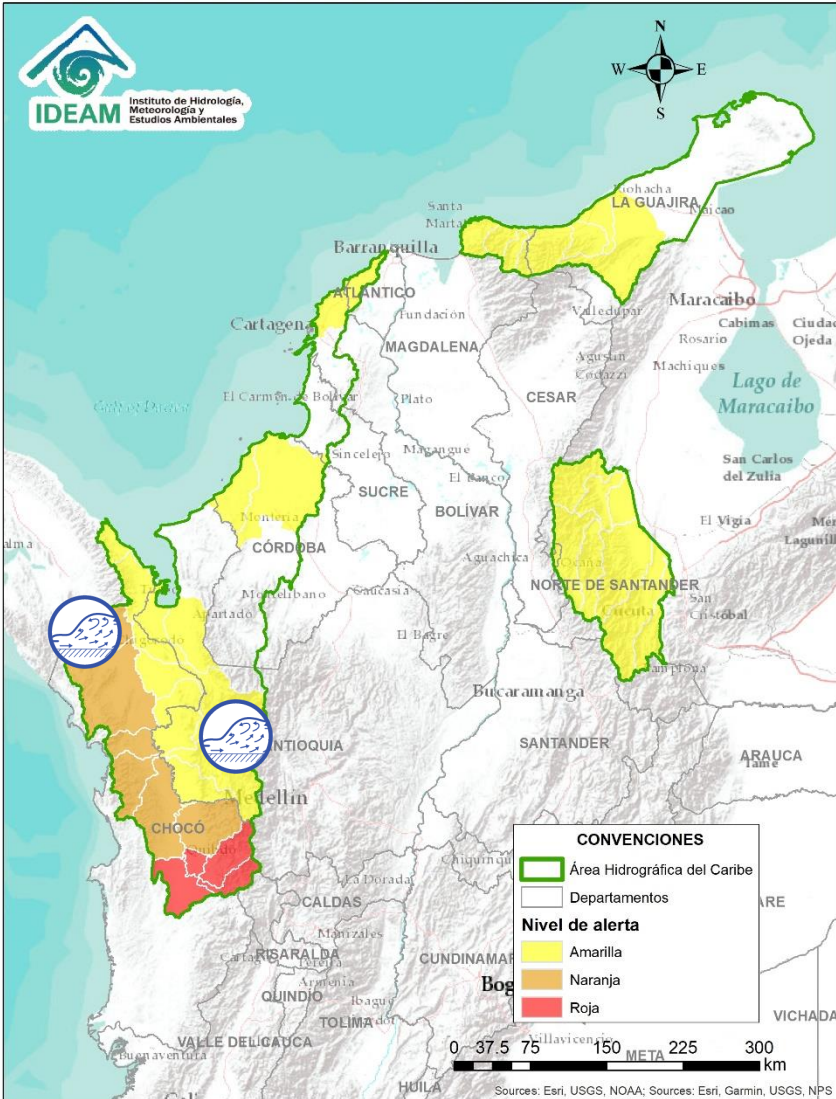 IDEAM
Instituto de Hidrología,
Meteorología y
Estudios Ambientales
N
W
E
S
Riohacha
LA GUAJIRA
Maicao
Santa
Marta
Barranquilla
ATLÁNTICO
Maracaibo
Cartagena
Fundación
Valledupar
Cabimas
Ciudad
Ojeda
Rosario
MAGDALENA
Machiques
Agustín
Codazzi
Lago de
Maracaibo
El Carmen de Bolívar
Plato
CESAR
Sincelejo
Magangué
San Carlos
del Zulia
SUCRE
El Banco
BOLÍVAR
Montería
El Vigía
CÓRDOBA
Aguachica
Ocaña
NORTE DE SANTANDER
San
Cristóbal
Montelíbano
Caucasia
Apartadó
Cúcuta
El Bagre
Pamplona
Bucaramanga
ANTIOQUIA
SANTANDER
ARAUCA
Tame
Medellín
CHOCÓ
Quibdó
Chiquinqu
La Dorada
CALDAS
Manizales
RISARALDA
Cartago
Pereira
CUNDINAMAR
Armenia
QUINDÍO
Ibagué
Bog
TOLIMA
VICHADA
VALLE DEL CAUCA
Villavicencio
Buenaventura
META
HUILA
CONVENCIONES
Área Hidrográfica del Caribe
Departamentos
Nivel de alerta
Amarilla
Naranja
Roja
0 37.5 75 150 225 300
km
Sources: Esri, USGS, NOAA; Sources: Esri, Garmin, USGS, NPS